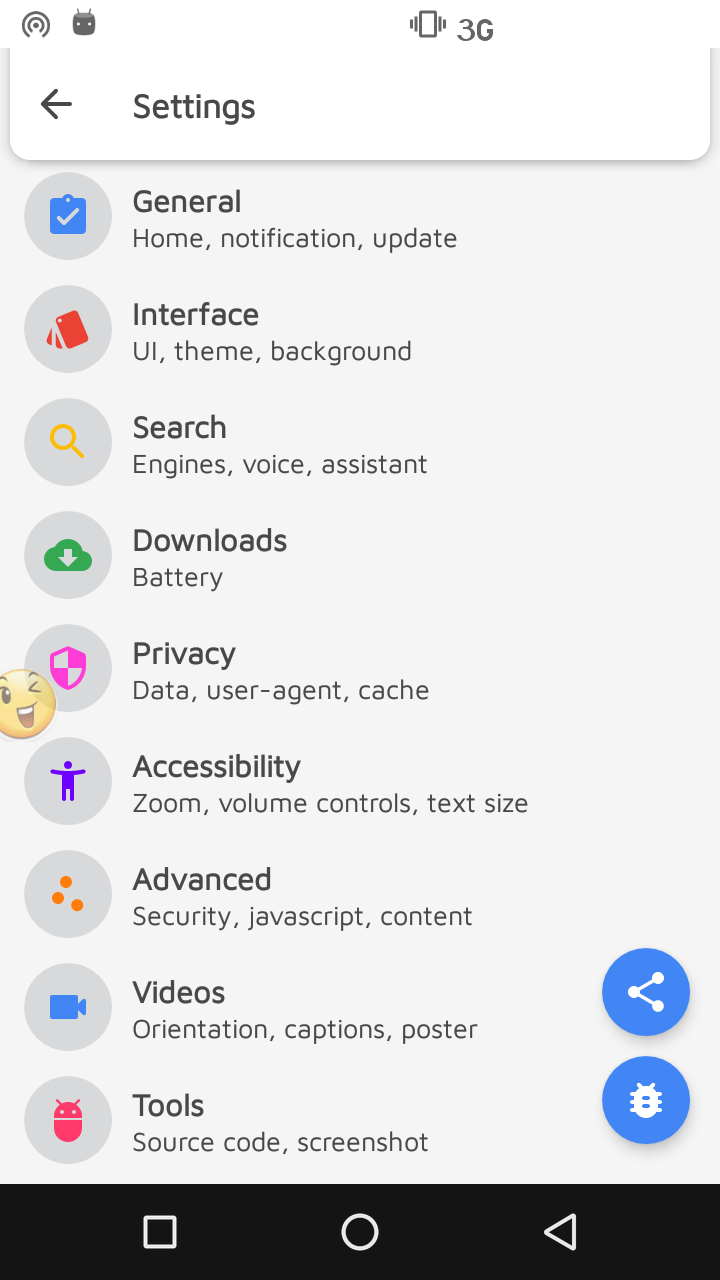 3G
Settings
General
Home, notification, update
Interface
UI, theme, background
Search
Engines, voice, assistant
Downloads
Battery
Privacy
Data, user-agent, cache
Accessibility
Zoom, volume controls, text size
Advanced
Security, javascript, content
Videos
Orientation, captions, poster
Tools
Source code, screenshot